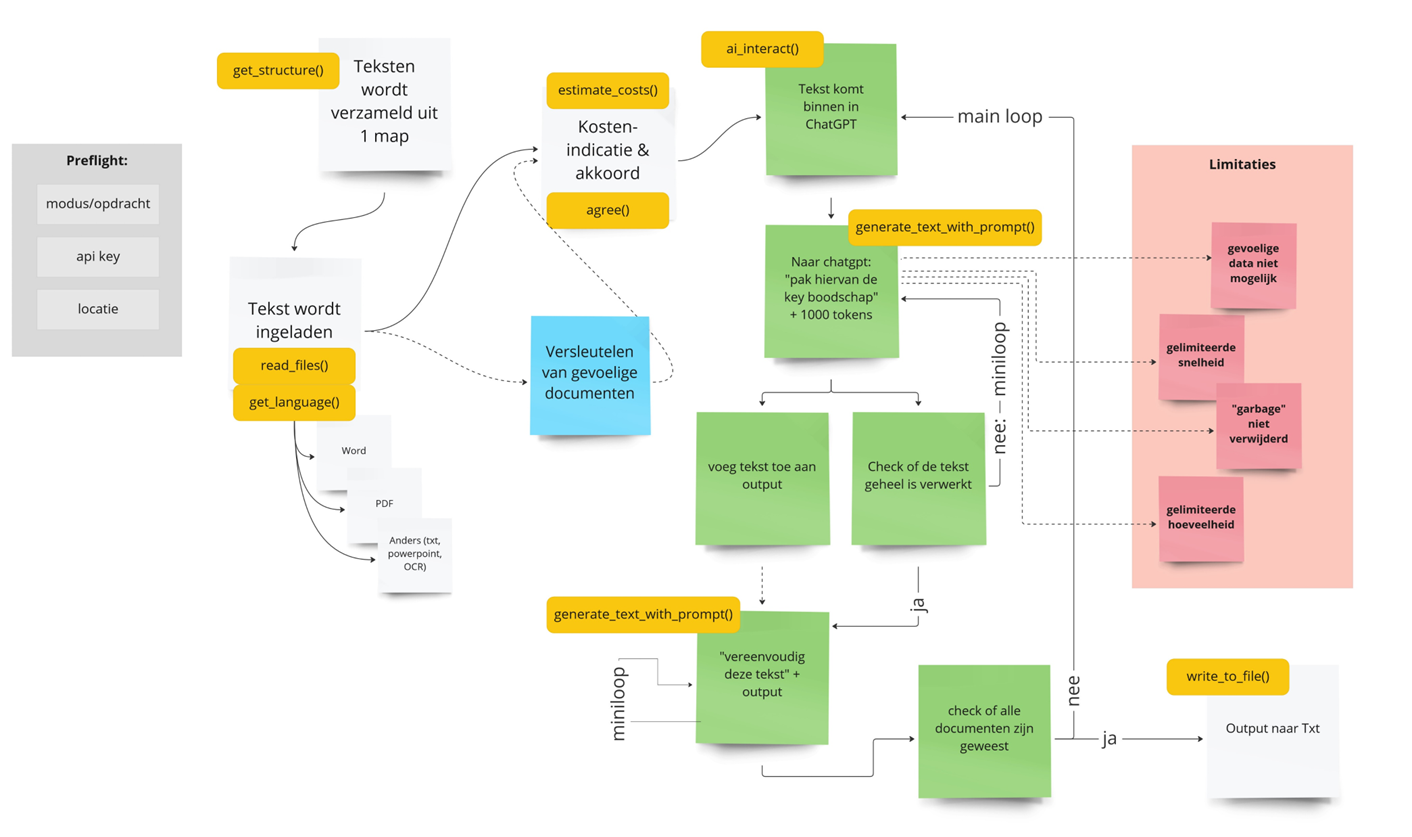 Preflight:
modus/opdracht
api key
locatie
get_structure()
Teksten
wordt
verzameld uit
1 map
Tekst wordt
ingeladen
read_files()
get_language()
Word
PDF
Anders (txt,
powerpoint,
OCR)
estimate_costs()
Kosten-
indicatie &
akkoord
agree()
Versleutelen
van gevoelige
documenten
ai_interact()
Tekst komt
binnen in
ChatGPT
main loop
generate_text_with_prompt()
Naar chatgpt:
"pak hiervan de
key boodschap"
+ 1000 tokens
nee: miniloop
voeg tekst toe aan
output
Check of de tekst
geheel is verwerkt
ja
generate_text_with_prompt()
"vereenvoudig
deze tekst" +
output
miniloop
check of alle
documenten zijn
geweest
nee
ja
write_to_file()
Output naar Txt
Limitaties
gevoelige
data niet
mogelijk
gelimiteerde
snelheid
"garbage"
niet
verwijderd
gelimiteerde
hoeveelheid